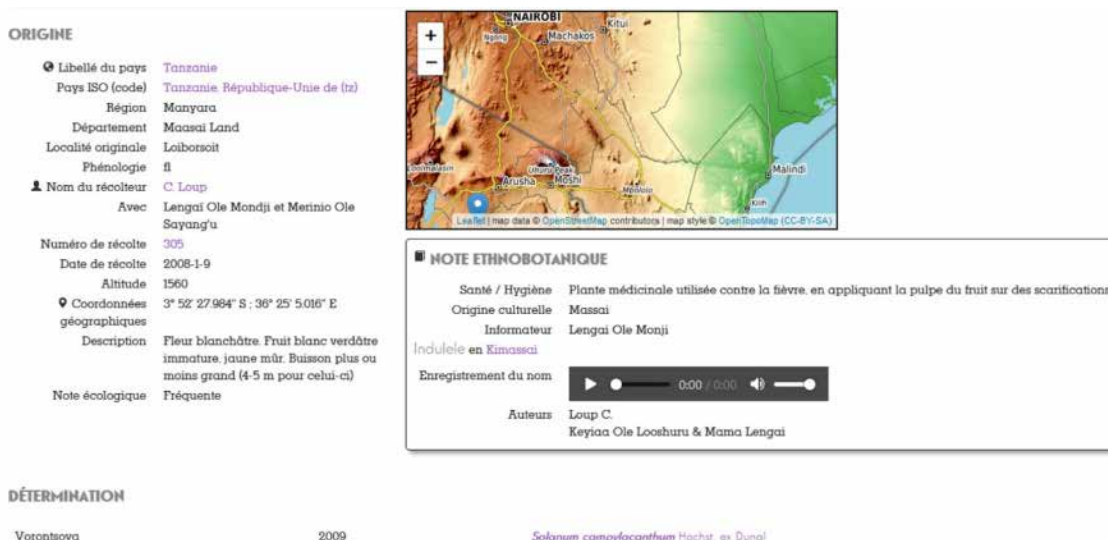 ORIGINE
Libellé du pays Tanzanie
Pays ISO (code) Tanzanie, République-Unie de (tz)
Région Manyara
Département Maasai Land
Localité originale Loiborsoit
Phénologie fl
Nom du récolteur C. Loup
Avec Lengaï Ole Mondji et Merinio Ole
Sayang'u
Numéro de récolte 305
Date de récolte 2008-1-9
Altitude 1560
Coordonnées 3° 52' 27.984" S ; 36° 25' 5.016" E
géographiques
Description Fleur blanchâtre. Fruit blanc verdâtre
immature, jaune mûr. Buisson plus ou
moins grand (4-5 m pour celui-ci)
Note écologique Fréquente
+
−
NAIROBI
Ngong
Machakos
Kitui
Loolmalasin
Uhuru Peak
Arusha
Moshi
Malindi
Kilifi
Leaflet | map data © OpenStreetMap contributors | map style © OpenTopoMap (CC-BY-SA)
NOTE ETHNOBOTANIQUE
Santé / Hygiène Plante médicinale utilisée contre la fièvre, en appliquant la pulpe du fruit sur des scarifications
Origine culturelle Massai
Informateur Lengai Ole Monji
Indulele en Kimassai
Enregistrement du nom 0:00 / 0:00
Auteurs Loup C.
Keyiaa Ole Looshuru & Mama Lengai
DÉTERMINATION
Vorontsova 2009 Solanum campylacanthum Hochst. ex Dunal